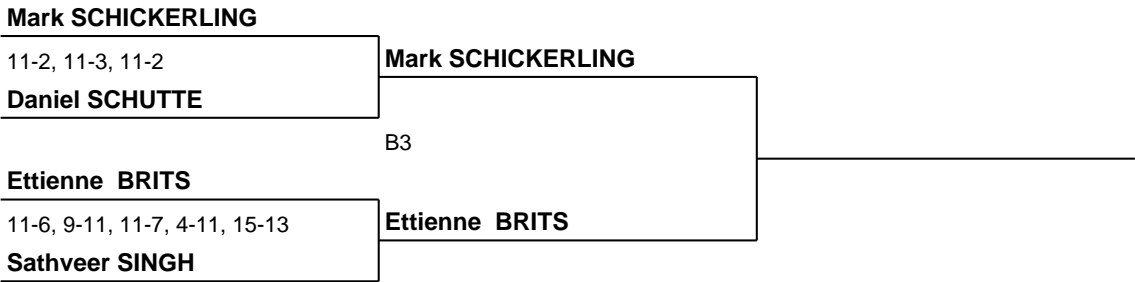 Mark SCHICKERLING
11-2, 11-3, 11-2
Mark SCHICKERLING
Daniel SCHUTTE
B3
Ettienne BRITS
11-6, 9-11, 11-7, 4-11, 15-13
Ettienne BRITS
Sathveer SINGH